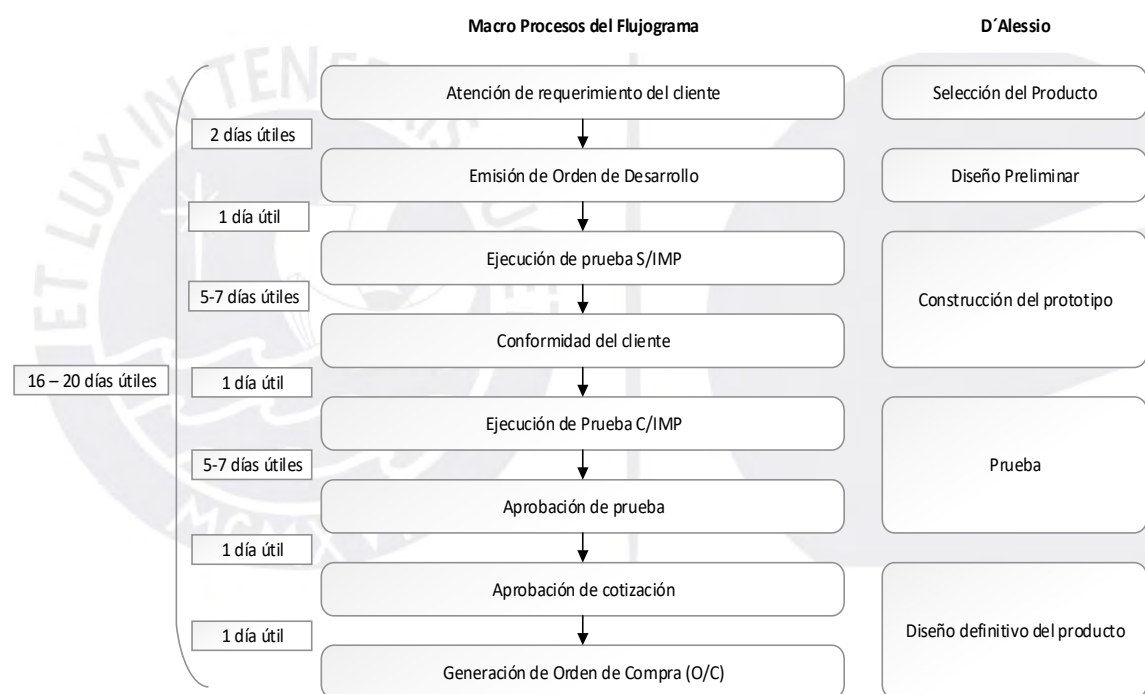 Macro Procesos del Flujograma
D´Alessio
Atención de requerimiento del cliente
Selección del Producto
2 días útiles
Emisión de Orden de Desarrollo
Diseño Preliminar
1 día útil
Ejecución de prueba S/IMP
5-7 días útiles
Construcción del prototipo
Conformidad del cliente
16 – 20 días útiles
1 día útil
Ejecución de Prueba C/IMP
5-7 días útiles
Prueba
Aprobación de prueba
1 día útil
Aprobación de cotización
1 día útil
Diseño definitivo del producto
Generación de Orden de Compra (O/C)
ET LUX IN